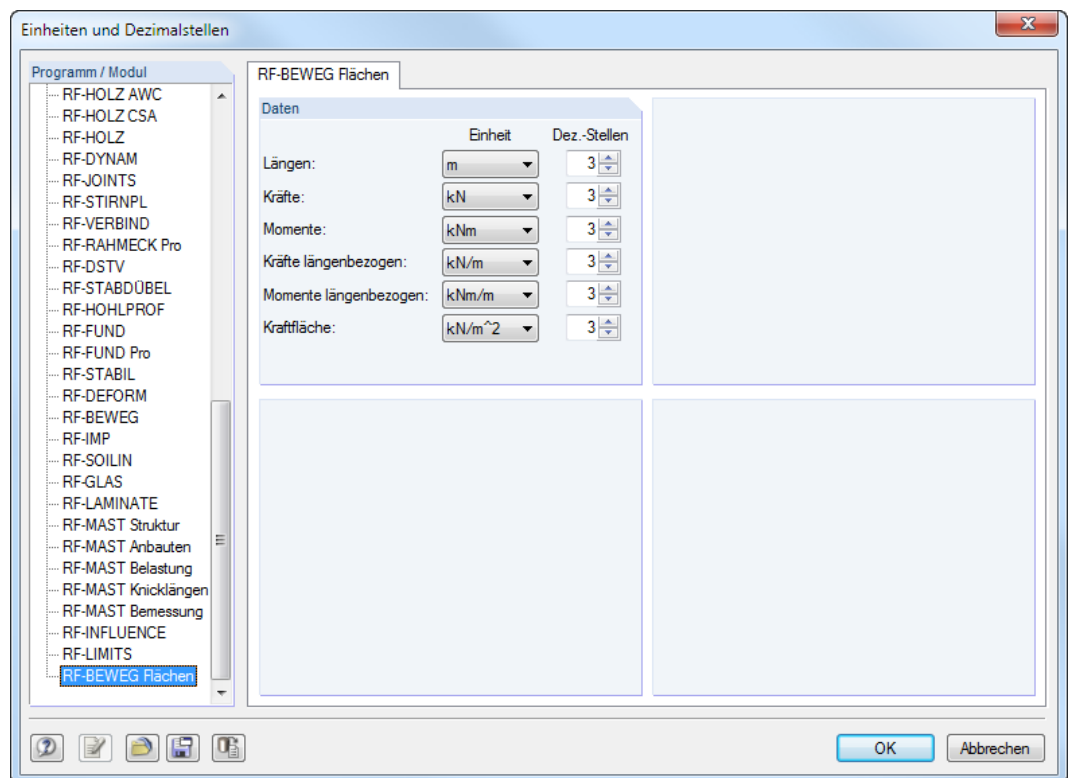 Einheiten und Dezimalstellen
Programm / Modul
RF-HOLZ AWC
RF-HOLZ CSA
RF-HOLZ
RF-DYNAM
RF-JOINTS
RF-STIRNPL
RF-VERBIND
RF-RAHMECK Pro
RF-DSTV
RF-STABDÜBEL
RF-HOHLPROF
RF-FUND
RF-FUND Pro
RF-STABIL
RF-DEFORM
RF-BEWEG
RF-IMP
RF-SOILIN
RF-GLAS
RF-LAMINATE
RF-MAST Struktur
RF-MAST Anbauten
RF-MAST Belastung
RF-MAST Knicklängen
RF-MAST Bemessung
RF-INFLUENCE
RF-LIMITS
RF-BEWEG Flächen
RF-BEWEG Flächen
Daten
Einheit Dez.-Stellen
Längen: m 3
Kräfte: kN 3
Momente: kNm 3
Kräfte längenbezogen: kN/m 3
Momente längenbezogen: kNm/m 3
Kraftfläche: kN/m^2 3
OK Abbrechen